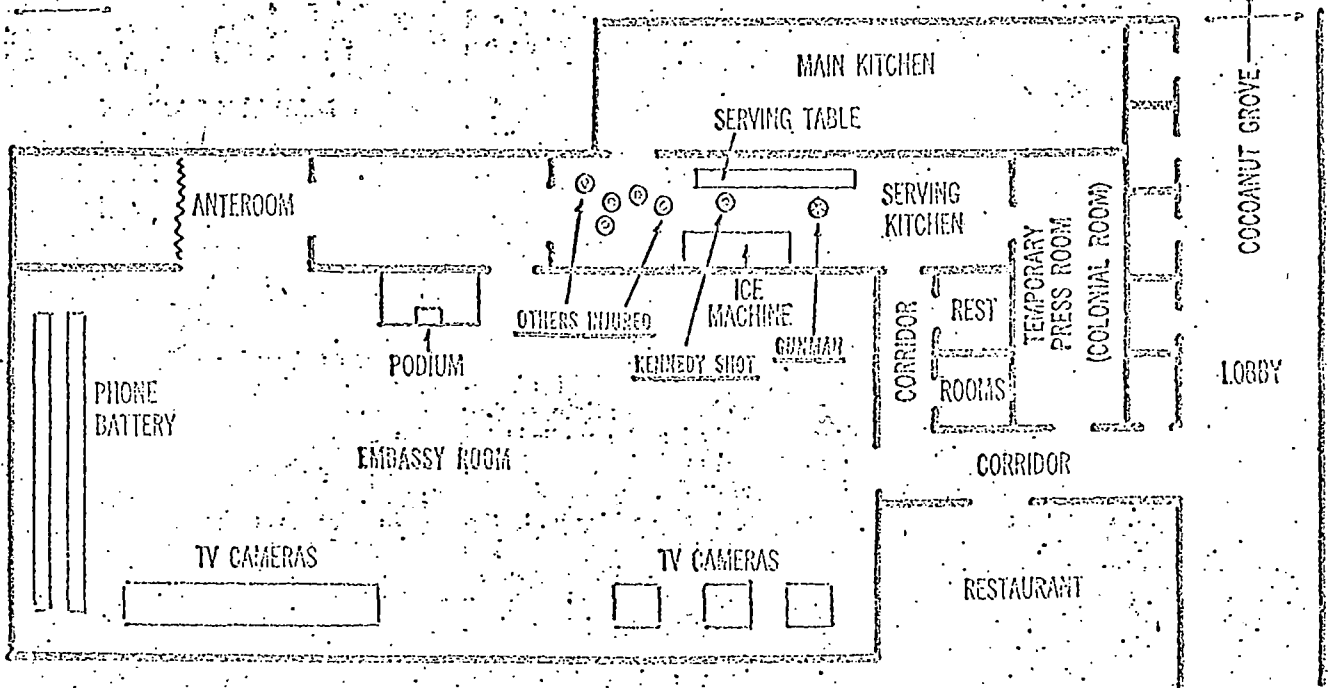 MAIN KITCHEN
SERVING TABLE
COCOANUT GROVE
ANTEROOM
SERVING
KITCHEN
TEMPORARY
PRESS ROOM
(COLONIAL ROOM)
OTHERS INJURED
ICE
MACHINE
KENNEDY SHOT
GUNMAN
CORRIDOR
REST
ROOMS
PODIUM
PHONE
BATTERY
LOBBY
EMBASSY ROOM
CORRIDOR
TV CAMERAS
TV CAMERAS
RESTAURANT